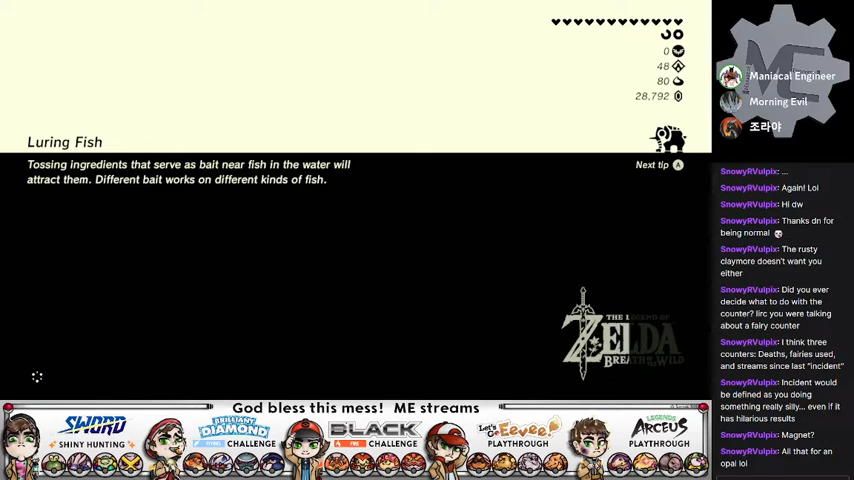 0
48
80
28,792
Luring Fish
Tossing ingredients that serve as bait near fish in the water will
attract them. Different bait works on different kinds of fish.
Next tip A
THE LEGEND OF
ZELDA
BREATH OF THE WILD
ME
Maniacal Engineer
Morning Evil
조라야
SnowyRVulpix: ...
SnowyRVulpix: Again! Lol
SnowyRVulpix: Hi dw
SnowyRVulpix: Thanks dn for
being normal
SnowyRVulpix: The rusty
claymore doesn't want you
either
SnowyRVulpix: Did you ever
decide what to do with the
counter? Iirc you were talking
about a fairy counter
SnowyRVulpix: I think three
counters: Deaths, fairies used,
and streams since last "incident"
SnowyRVulpix: Incident would
be defined as you doing
something really silly... even if it
has hilarious results
SnowyRVulpix: Magnet?
SnowyRVulpix: All that for an
opal lol
God bless this mess! ME streams
SWORD
SHINY HUNTING
BRILLIANT
DIAMOND
FLYING CHALLENGE
BLACK
FIRE CHALLENGE
Let's Go Eevee!
PLAYTHROUGH
LEGENDS
ARCEUS
PLAYTHROUGH